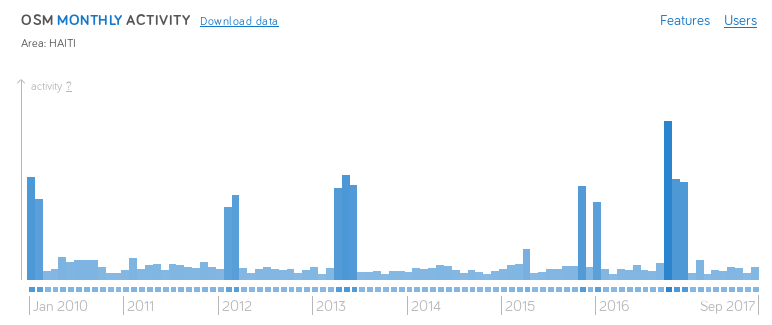 OSM MONTHLY ACTIVITY Download data Features Users
Area: HAITI
activity ?
Jan 2010 2011 2012 2013 2014 2015 2016 Sep 2017